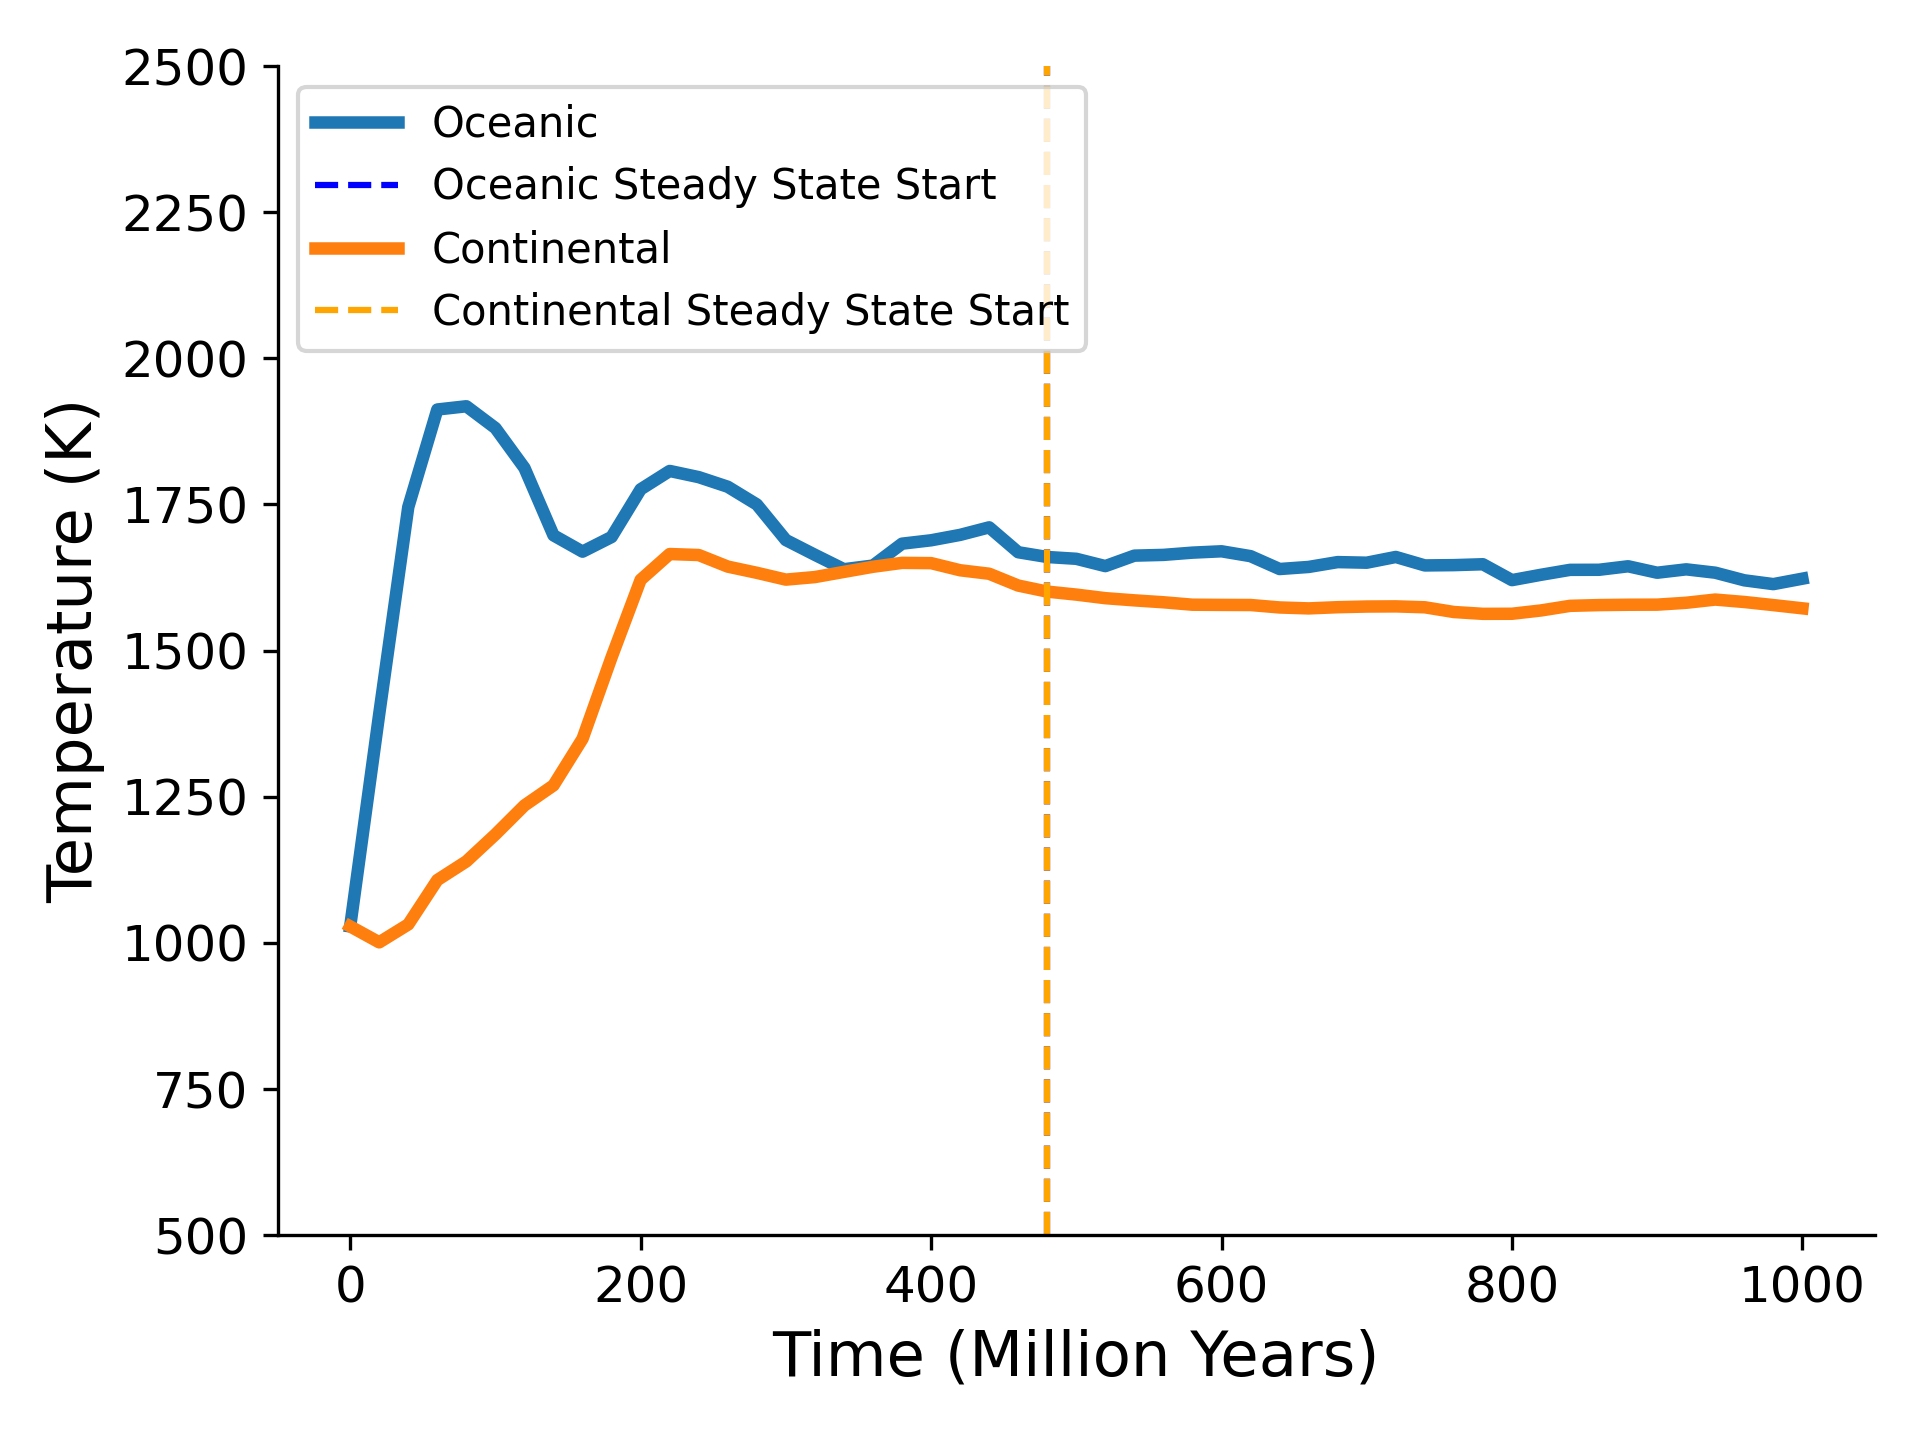 2500
2250
2000
1750
1500
1250
1000
750
500
Temperature (K)
Oceanic
Oceanic Steady State Start
Continental
Continental Steady State Start
0 200 400 600 800 1000
Time (Million Years)